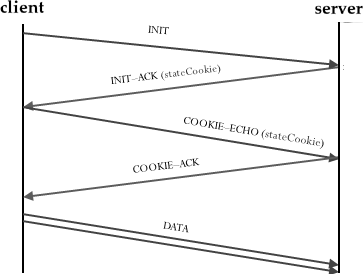 client
server
INIT
INIT–ACK (stateCookie)
COOKIE–ECHO (stateCookie)
COOKIE–ACK
DATA